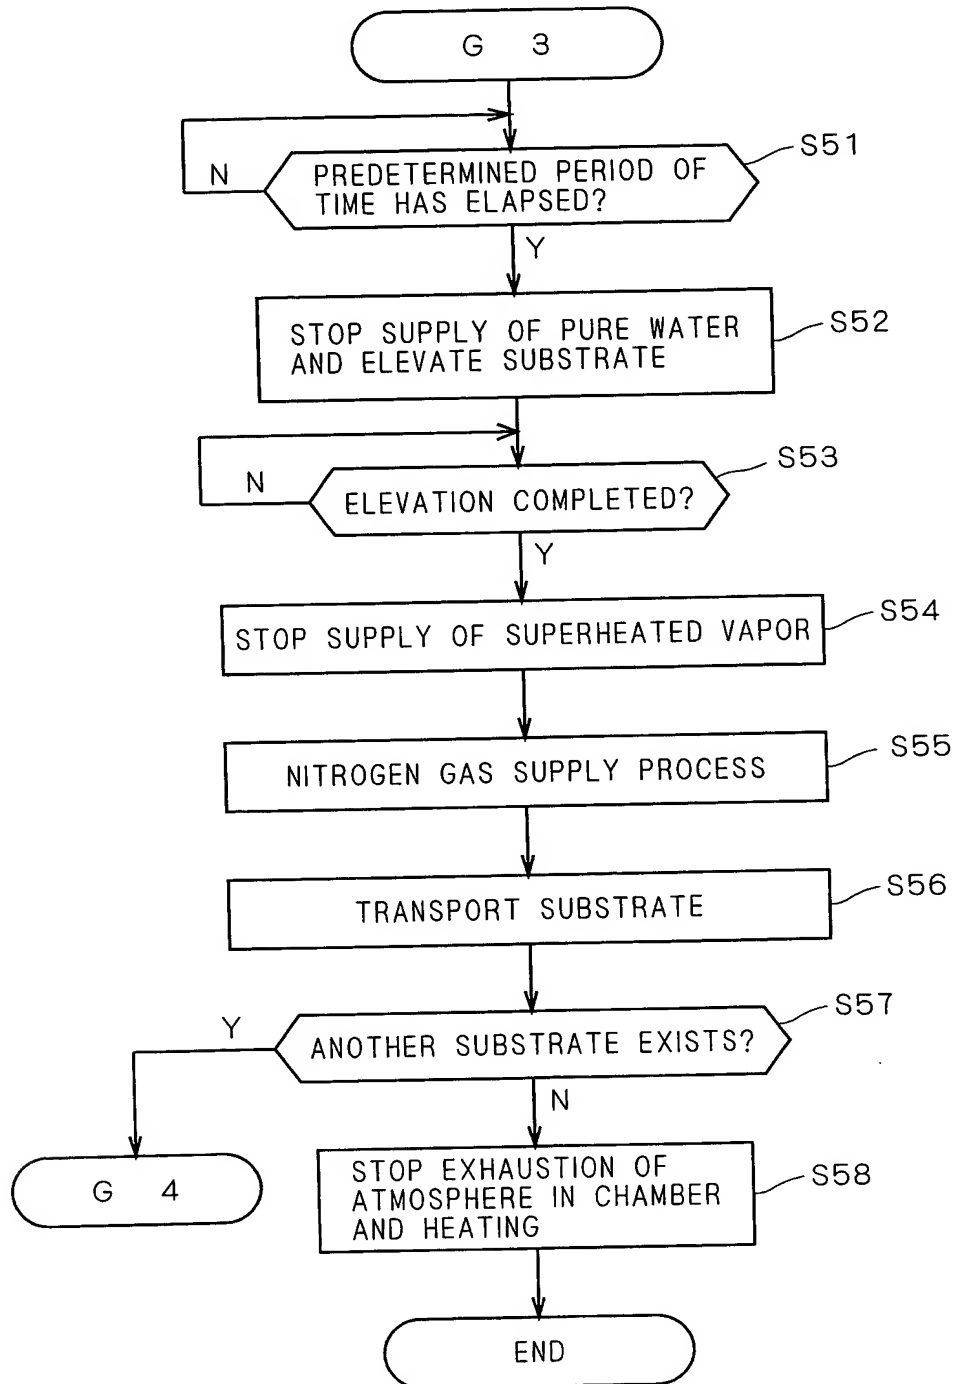 G 3
S51
N
PREDETERMINED PERIOD OF
TIME HAS ELAPSED?
Y
S52
STOP SUPPLY OF PURE WATER
AND ELEVATE SUBSTRATE
S53
N
ELEVATION COMPLETED?
Y
S54
STOP SUPPLY OF SUPERHEATED VAPOR
S55
NITROGEN GAS SUPPLY PROCESS
S56
TRANSPORT SUBSTRATE
S57
Y
ANOTHER SUBSTRATE EXISTS?
N
G 4
S58
STOP EXHAUSTION OF
ATMOSPHERE IN CHAMBER
AND HEATING
END